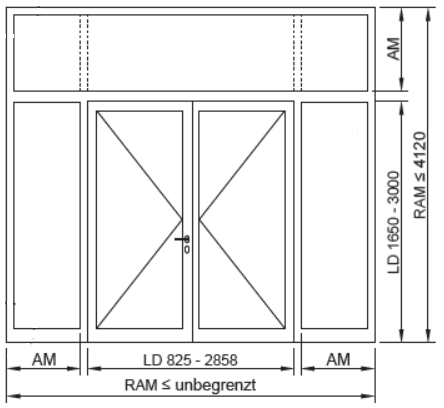 AM
RAM ≤ 4120
LD 1650 - 3000
AM
LD 825 - 2858
AM
RAM ≤ unbegrenzt